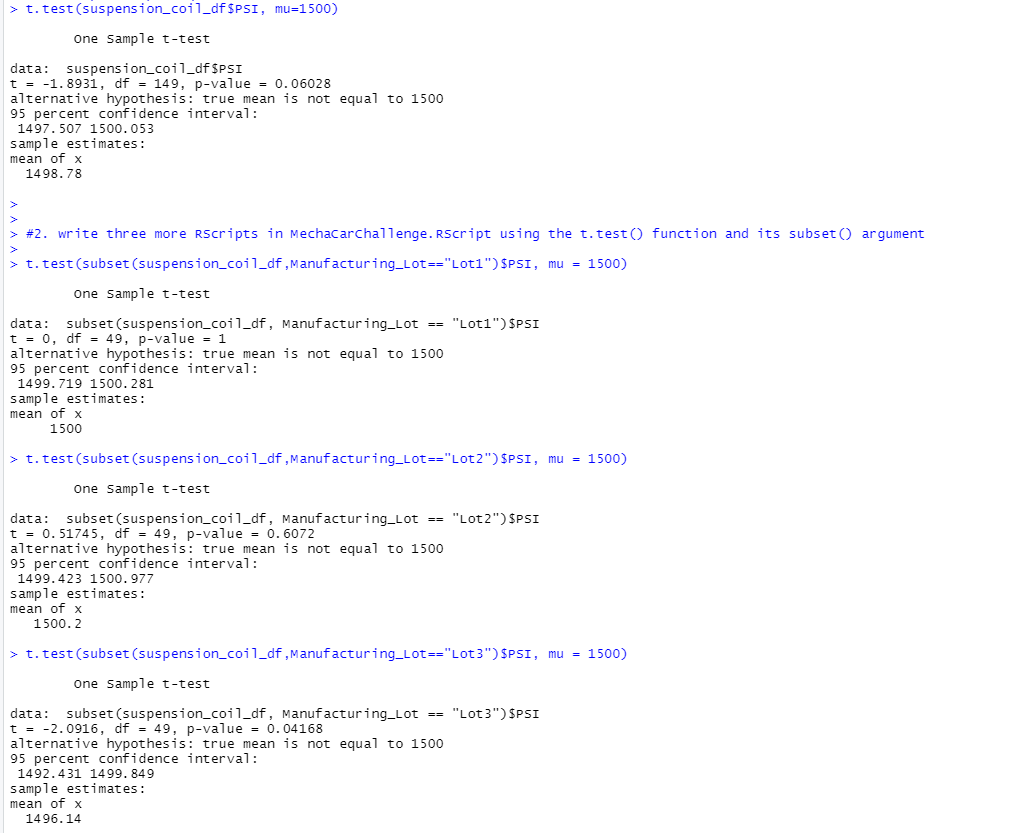 > t.test(suspension_coil_df$PSI, mu=1500)
One Sample t-test
data:  suspension_coil_df$PSI
t = -1.8931, df = 149, p-value = 0.06028
alternative hypothesis: true mean is not equal to 1500
95 percent confidence interval:
1497.507 1500.053
sample estimates:
mean of x
1498.78
>
>
> #2. write three more RScripts in MechaCarChallenge.RScript using the t.test() function and its subset() argument
>
> t.test(subset(suspension_coil_df,Manufacturing_Lot=="Lot1")$PSI, mu = 1500)
One Sample t-test
data:  subset(suspension_coil_df, Manufacturing_Lot == "Lot1")$PSI
t = 0, df = 49, p-value = 1
alternative hypothesis: true mean is not equal to 1500
95 percent confidence interval:
1499.719 1500.281
sample estimates:
mean of x
1500
> t.test(subset(suspension_coil_df,Manufacturing_Lot=="Lot2")$PSI, mu = 1500)
One Sample t-test
data:  subset(suspension_coil_df, Manufacturing_Lot == "Lot2")$PSI
t = 0.51745, df = 49, p-value = 0.6072
alternative hypothesis: true mean is not equal to 1500
95 percent confidence interval:
1499.423 1500.977
sample estimates:
mean of x
1500.2
> t.test(subset(suspension_coil_df,Manufacturing_Lot=="Lot3")$PSI, mu = 1500)
One Sample t-test
data:  subset(suspension_coil_df, Manufacturing_Lot == "Lot3")$PSI
t = -2.0916, df = 49, p-value = 0.04168
alternative hypothesis: true mean is not equal to 1500
95 percent confidence interval:
1492.431 1499.849
sample estimates:
mean of x
1496.14